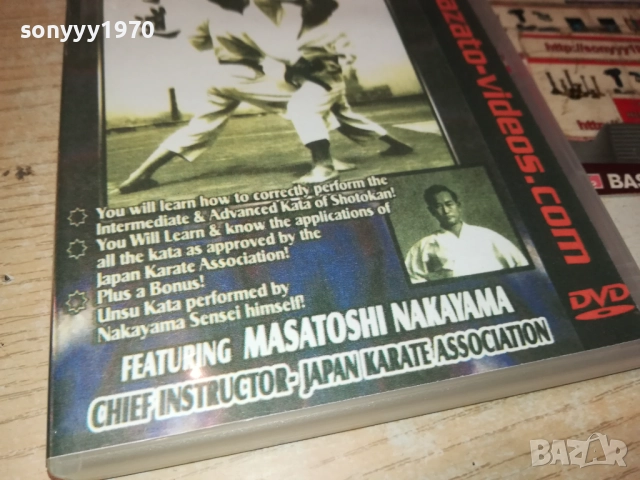 sonyyy1970
azato-videos.com
http://sonyyy1
You will learn how to correctly perform the
Intermediate & Advanced Kata of Shotokan!
You Will Learn & know the applications of
all the kata as approved by the
Japan Karate Association!
Plus a Bonus!
Unsu Kata performed by
Nakayama Sensei himself!
BAS
DVD
FEATURING MASATOSHI NAKAYAMA
CHIEF INSTRUCTOR- JAPAN KARATE ASSOCIATION
BAZAR